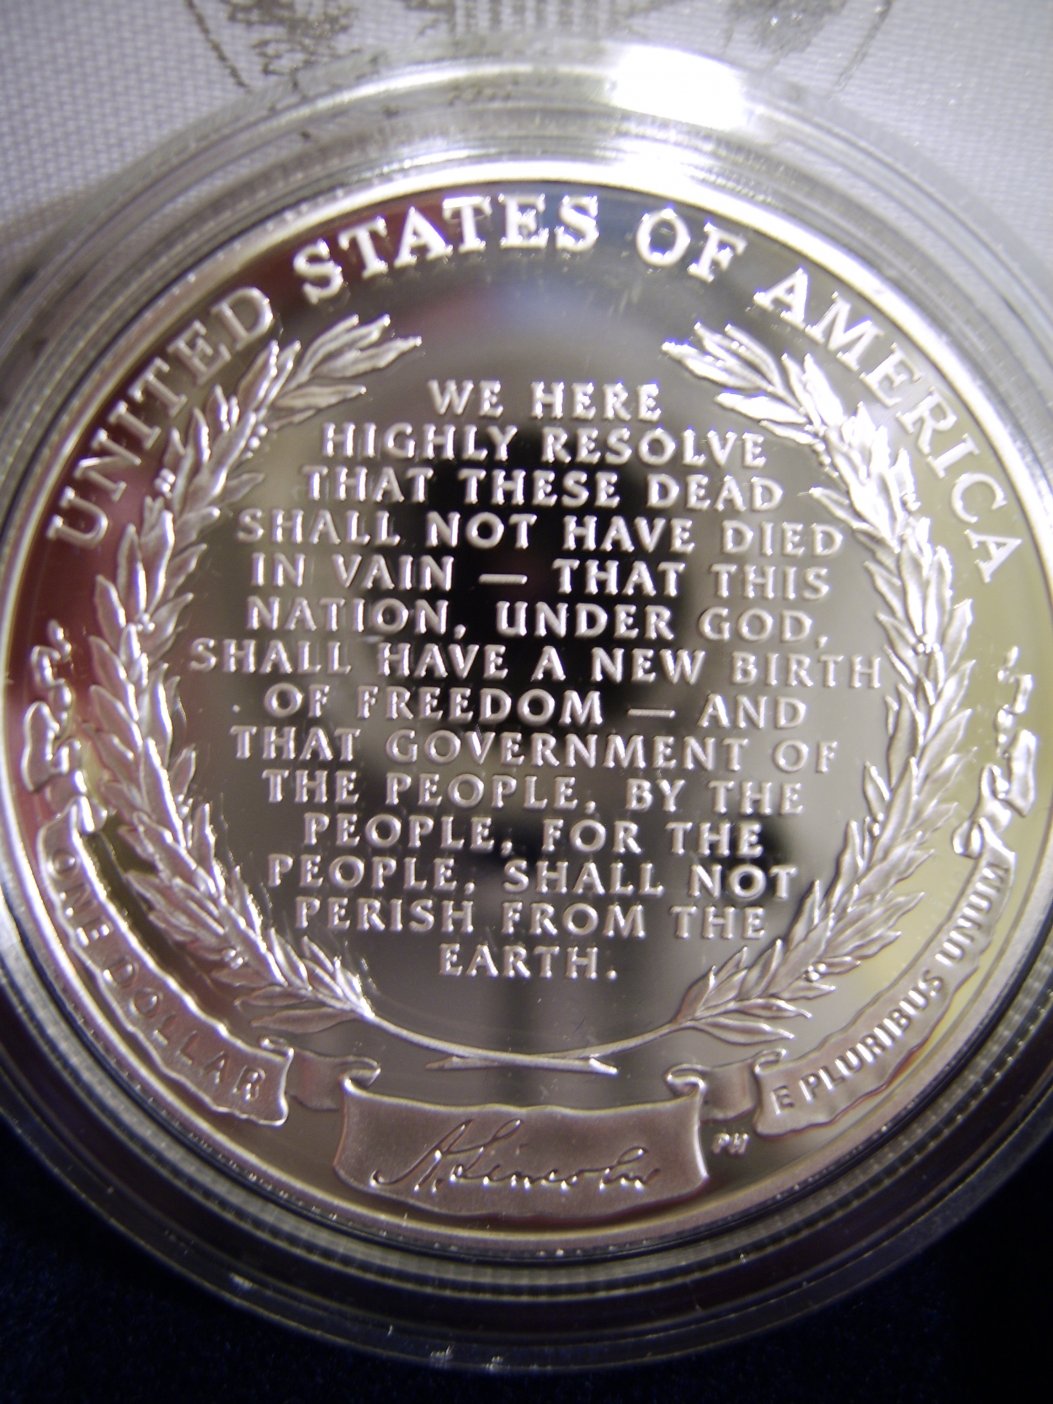 UNITED STATES OF AMERICA
WE HERE
HIGHLY RESOLVE
THAT THESE DEAD
SHALL NOT HAVE DIED
IN VAIN — THAT THIS
NATION, UNDER GOD,
SHALL HAVE A NEW BIRTH
OF FREEDOM — AND
THAT GOVERNMENT OF
THE PEOPLE, BY THE
PEOPLE, FOR THE
PEOPLE, SHALL NOT
PERISH FROM THE
EARTH.
ONE DOLLAR
A. Lincoln
PH
E PLURIBUS UNUM